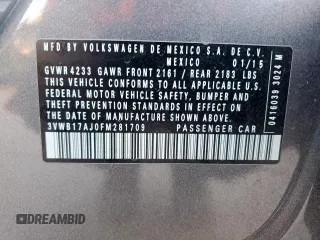 MFD BY VOLKSWAGEN DE MEXICO S.A. DE C.V.
MEXICO 01/15
GVWR 4233 GAWR FRONT 2161 / REAR 2183 LBS
THIS VEHICLE CONFORMS TO ALL APPLICABLE U.S.
FEDERAL MOTOR VEHICLE SAFETY, BUMPER, AND
THEFT PREVENTION STANDARDS IN EFFECT ON THE
DATE OF MANUFACTURE SHOWN ABOVE.
3VWB17AJ0FM281709 PASSENGER CAR
0416039 3024 M
DREAMBID